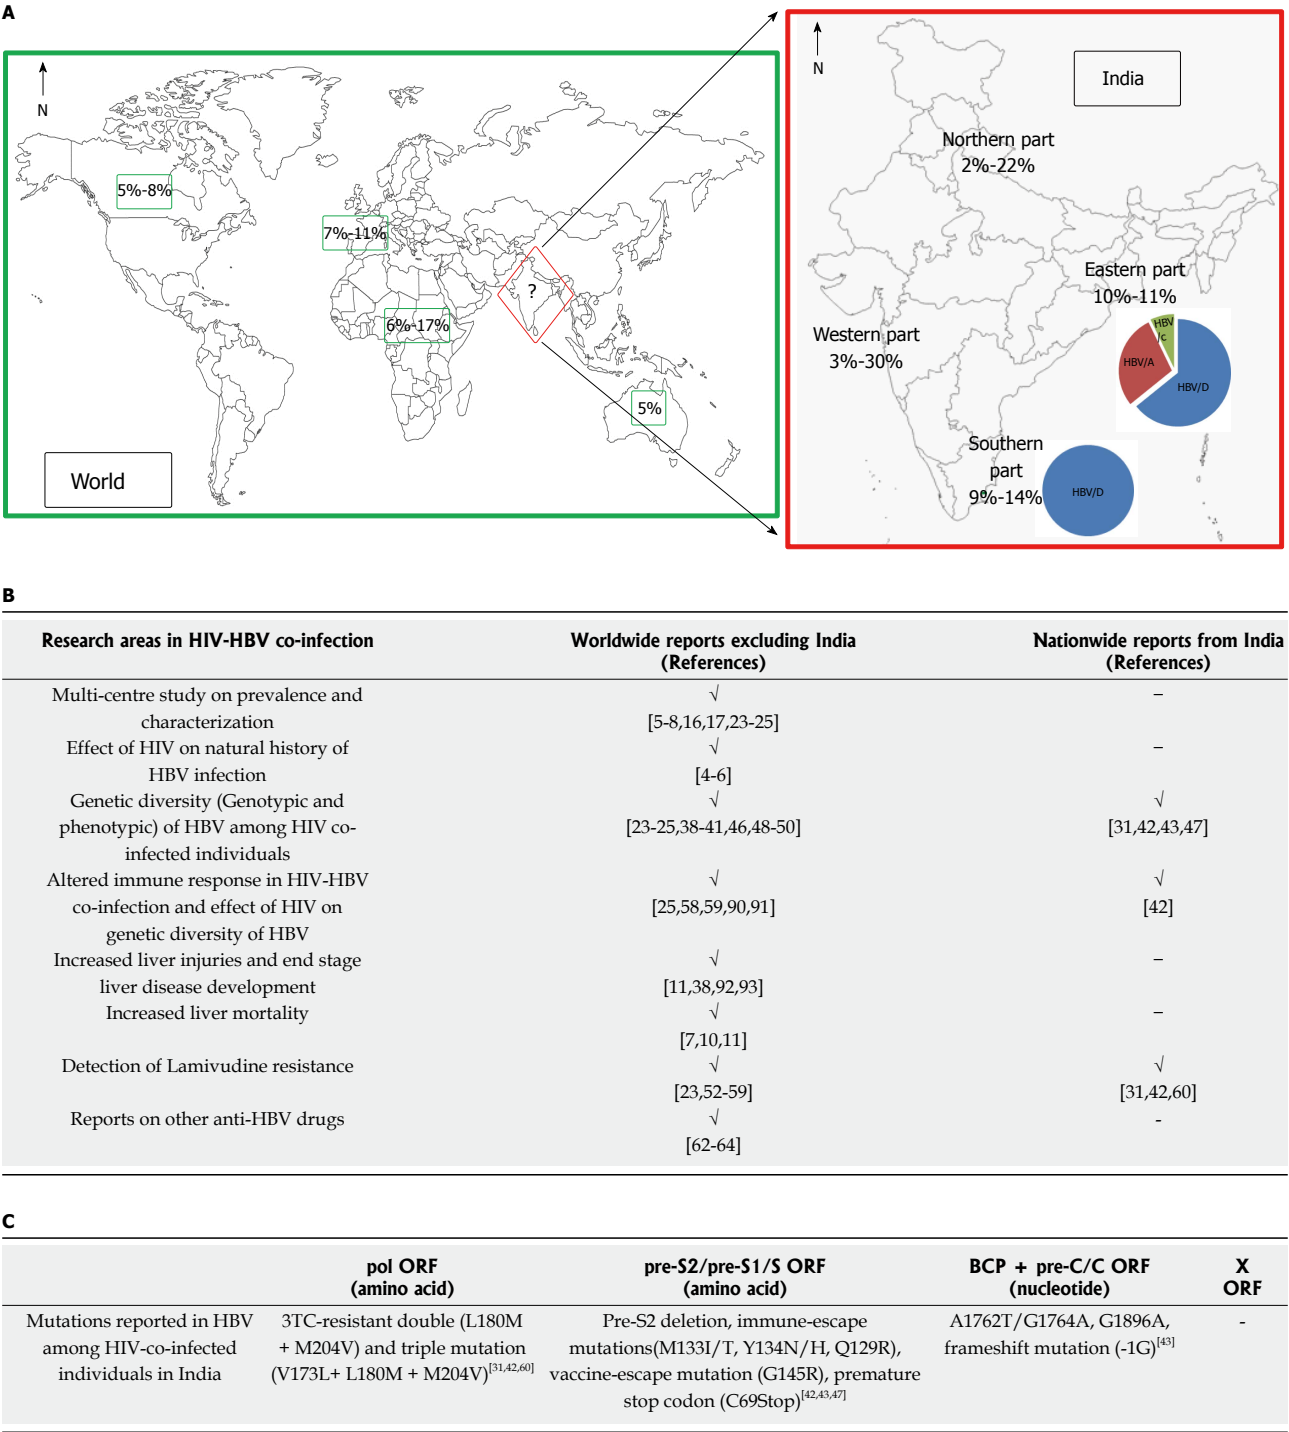 A
N
5%-8%
7%-11%
6%-17%
?
5%
World
N
India
Northern part
2%-22%
Eastern part
10%-11%
HBV
/c
HBV/A
HBV/D
Western part
3%-30%
Southern
part
9%-14%
HBV/D
B
Research areas in HIV-HBV co-infection
Worldwide reports excluding India
(References)
Nationwide reports from India
(References)
Multi-centre study on prevalence and
characterization
√
[5-8,16,17,23-25]
–
Effect of HIV on natural history of
HBV infection
√
[4-6]
–
Genetic diversity (Genotypic and
phenotypic) of HBV among HIV co-
infected individuals
√
[23-25,38-41,46,48-50]
√
[31,42,43,47]
Altered immune response in HIV-HBV
co-infection and effect of HIV on
genetic diversity of HBV
√
[25,58,59,90,91]
√
[42]
Increased liver injuries and end stage
liver disease development
√
[11,38,92,93]
–
Increased liver mortality
√
[7,10,11]
–
Detection of Lamivudine resistance
√
[23,52-59]
√
[31,42,60]
Reports on other anti-HBV drugs
√
[62-64]
-
C
pol ORF
(amino acid)
pre-S2/pre-S1/S ORF
(amino acid)
BCP + pre-C/C ORF
(nucleotide)
X
ORF
Mutations reported in HBV
among HIV-co-infected
individuals in India
3TC-resistant double (L180M
+ M204V) and triple mutation
(V173L+ L180M + M204V)[31,42,60]
Pre-S2 deletion, immune-escape
mutations(M133I/T, Y134N/H, Q129R),
vaccine-escape mutation (G145R), premature
stop codon (C69Stop)[42,43,47]
A1762T/G1764A, G1896A,
frameshift mutation (-1G)[43]
-